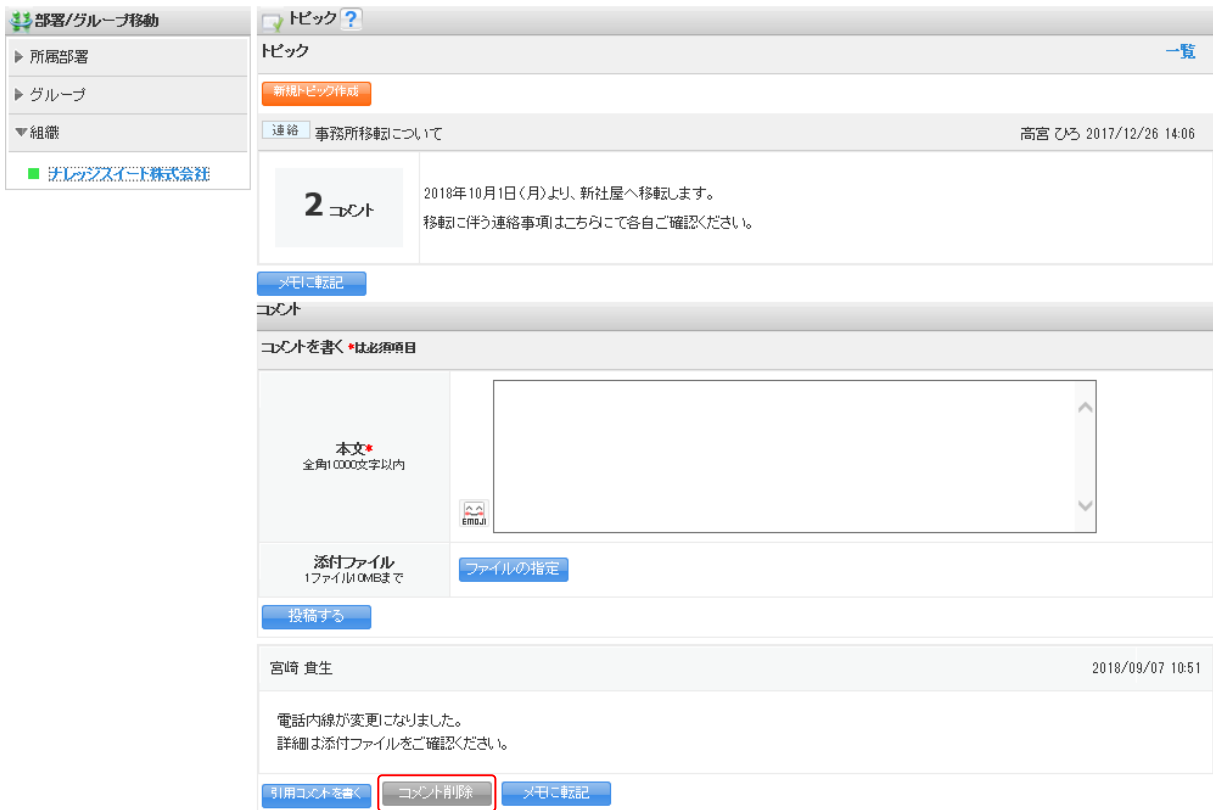 部署/グループ移動
所属部署
グループ
組織
ナレッジスイート株式会社
トピック ?
トピック 一覧
新規トピック作成
連絡 事務所移転について 高宮 ひろ 2017/12/26 14:06
2 コメント
2018年10月1日(月)より、新社屋へ移転します。
移転に伴う連絡事項はこちらにて各自ご確認ください。
メモに転記
コメント
コメントを書く *は必須項目
本文*
全角10000文字以内
EMOJI
添付ファイル
1ファイル10MBまで
ファイルの指定
投稿する
宮崎 貴生 2018/09/07 10:51
電話内線が変更になりました。
詳細は添付ファイルをご確認ください。
引用コメントを書く コメント削除 メモに転記